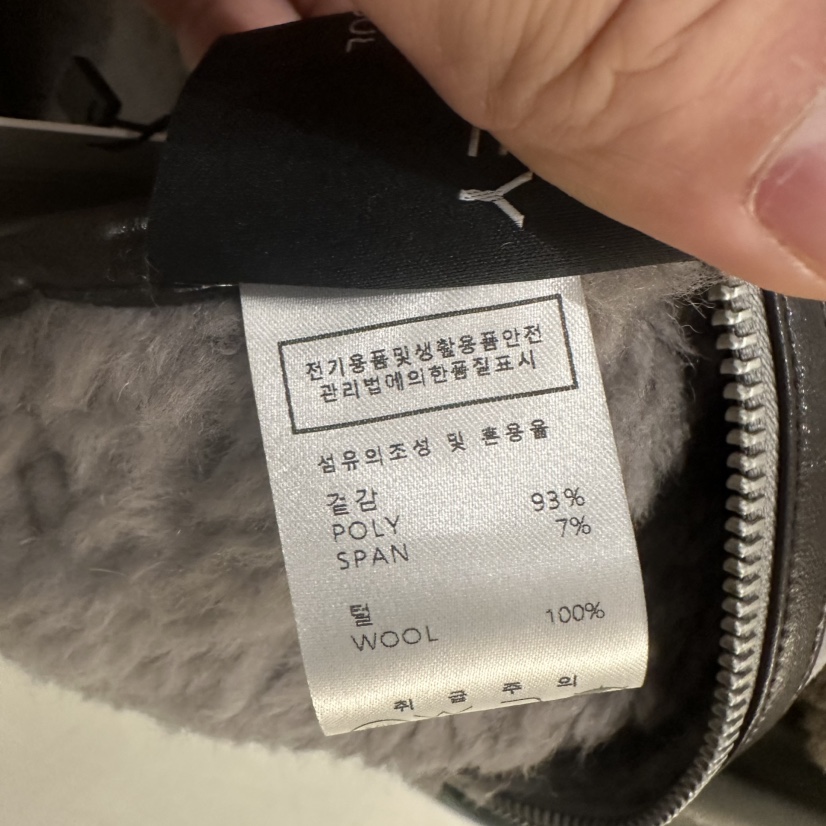 전기용품및생활용품안전
관리법에의한품질표시
섬유의조성 및 혼용율
겉감 93%
POLY 7%
SPAN
털 100%
WOOL
취급주의